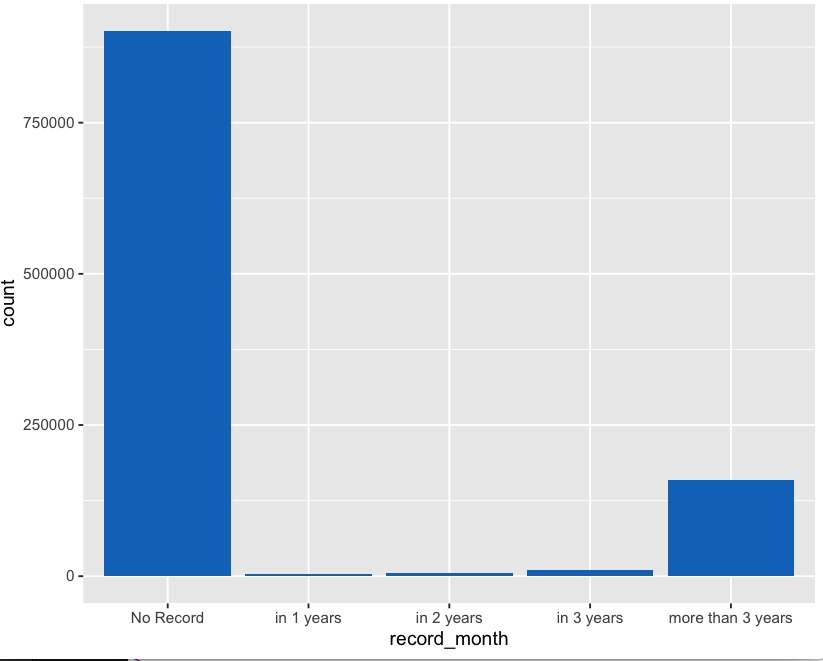 750000
500000
250000
0
count
No Record in 1 years in 2 years in 3 years more than 3 years
record_month